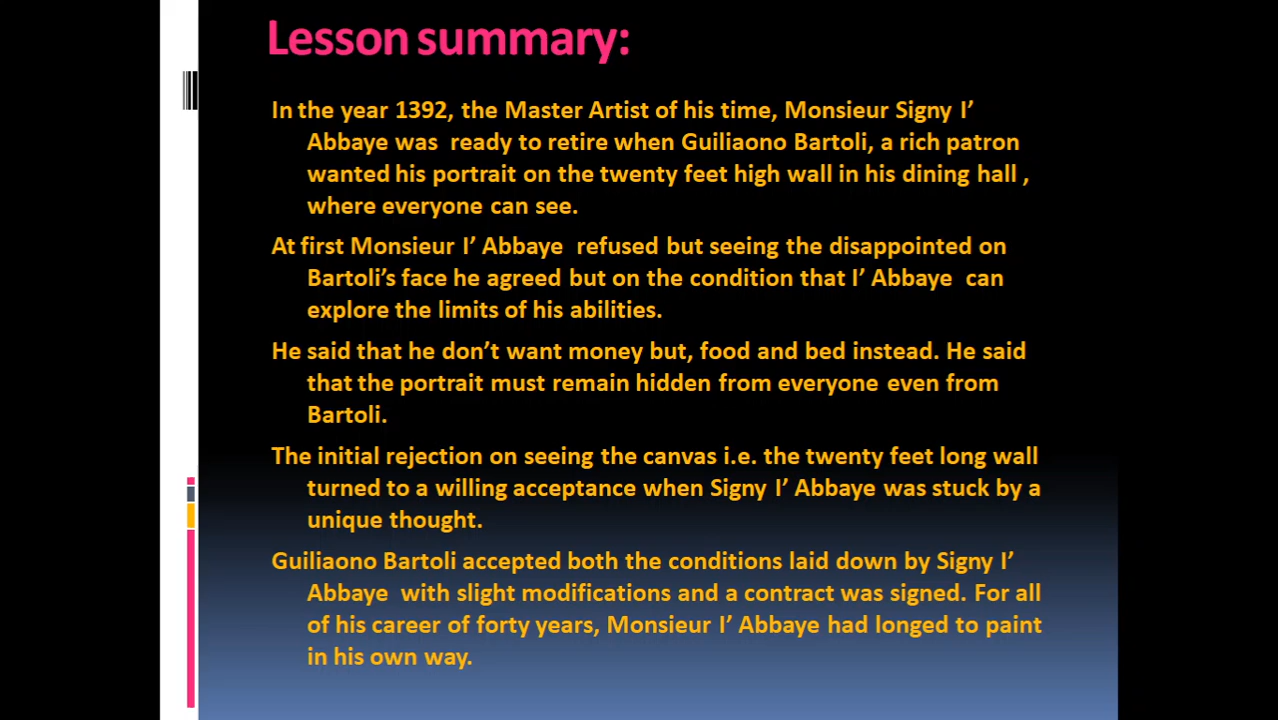 Lesson summary:
In the year 1392, the Master Artist of his time, Monsieur Signy I’
Abbaye was ready to retire when Guiliaono Bartoli, a rich patron
wanted his portrait on the twenty feet high wall in his dining hall ,
where everyone can see.
At first Monsieur I’ Abbaye refused but seeing the disappointed on
Bartoli’s face he agreed but on the condition that I’ Abbaye can
explore the limits of his abilities.
He said that he don’t want money but, food and bed instead. He said
that the portrait must remain hidden from everyone even from
Bartoli.
The initial rejection on seeing the canvas i.e. the twenty feet long wall
turned to a willing acceptance when Signy I’ Abbaye was stuck by a
unique thought.
Guiliaono Bartoli accepted both the conditions laid down by Signy I’
Abbaye with slight modifications and a contract was signed. For all
of his career of forty years, Monsieur I’ Abbaye had longed to paint
in his own way.